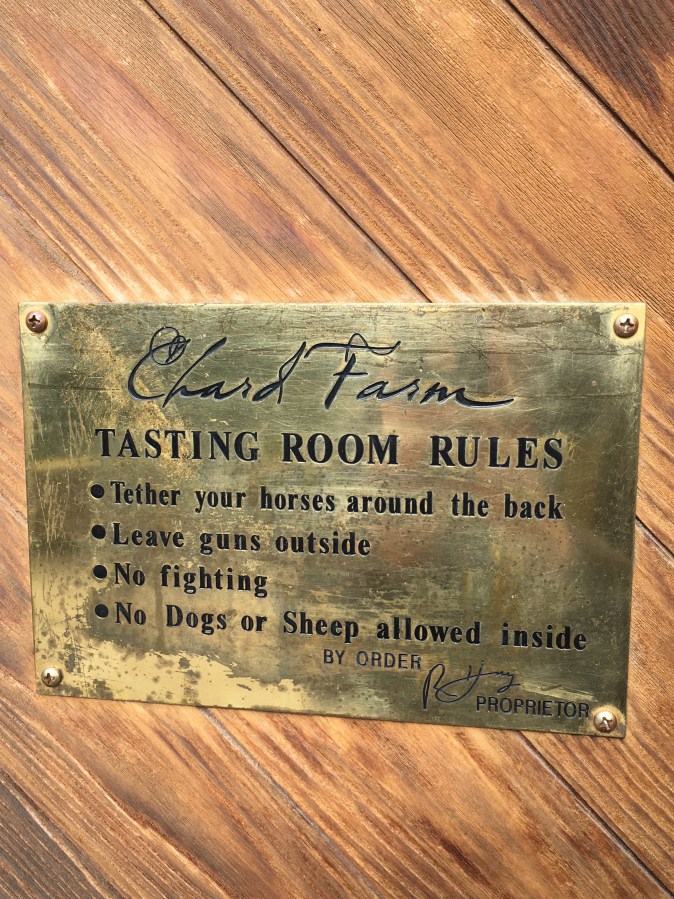 Chard Farm
TASTING ROOM RULES
•Tether your horses around the back
•Leave guns outside
•No fighting
•No Dogs or Sheep allowed inside
BY ORDER
PROPRIETOR